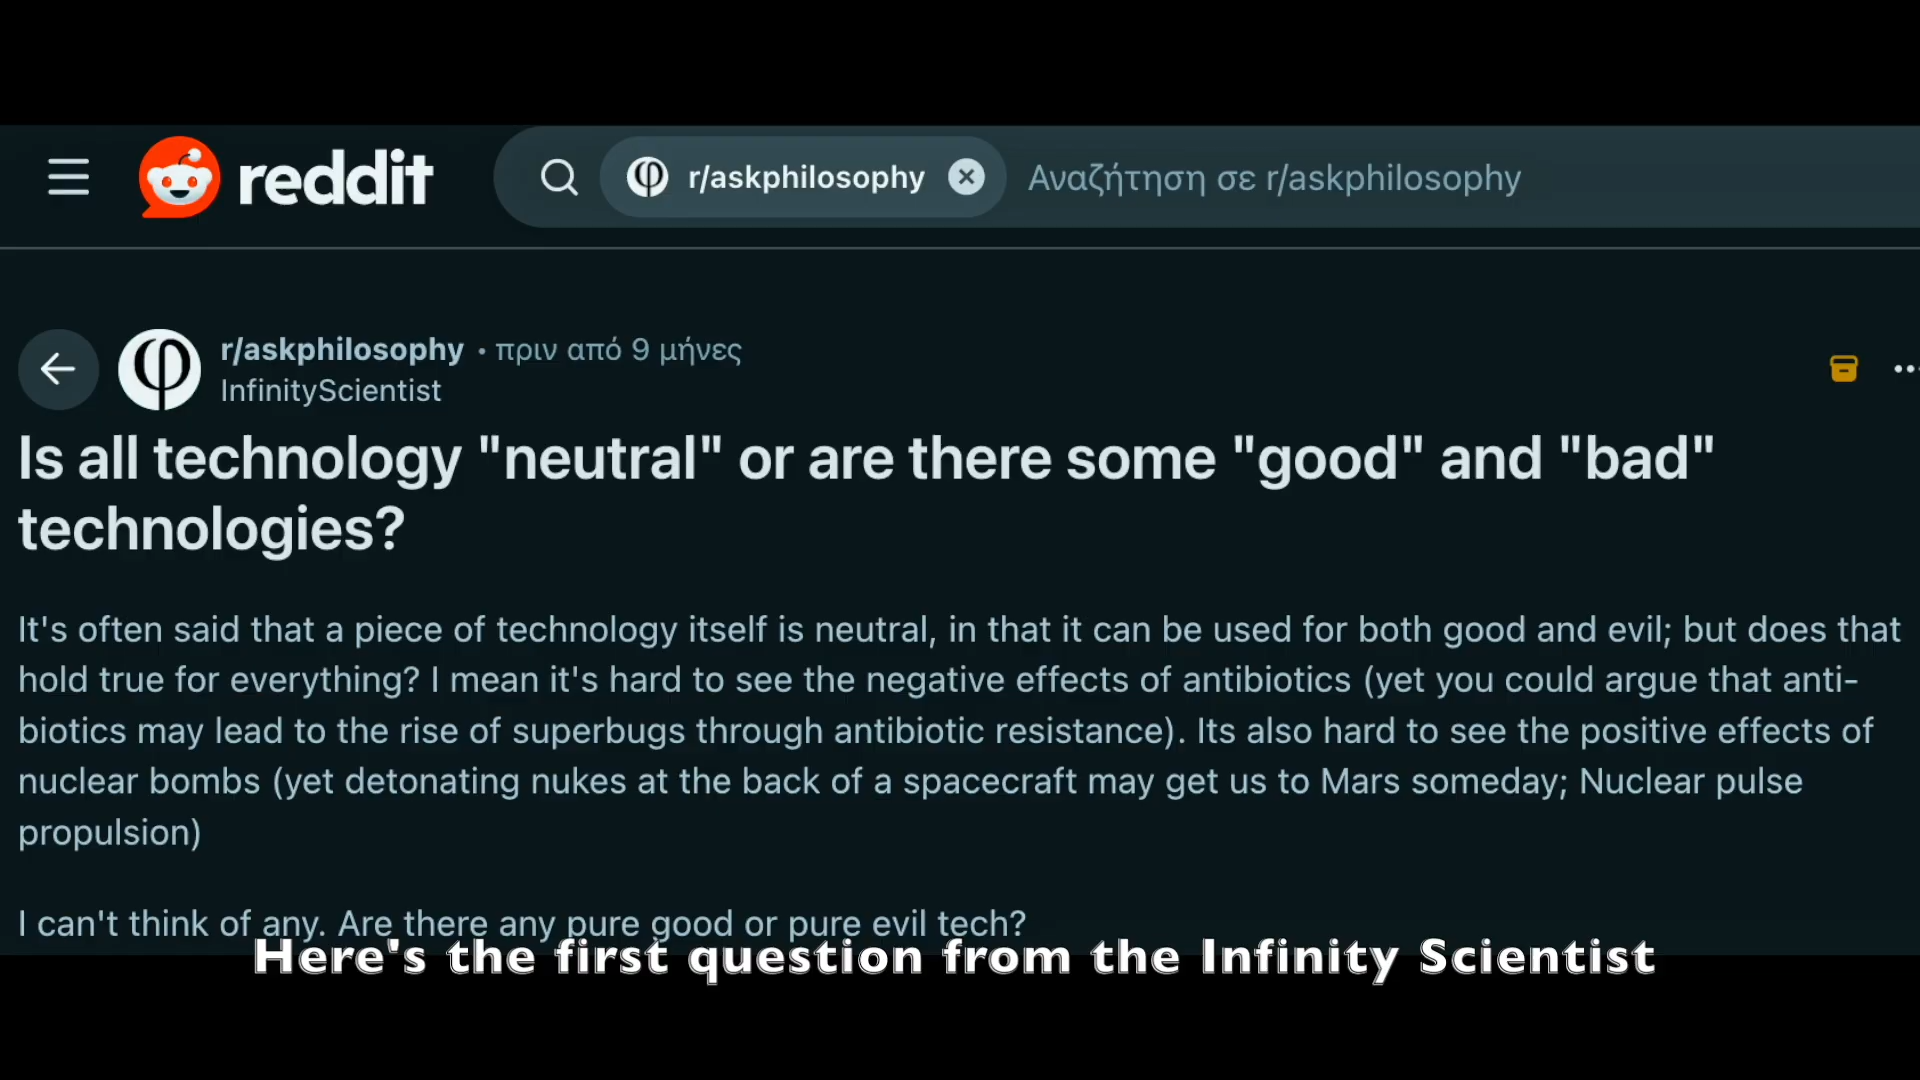 reddit
r/askphilosophy
Αναζήτηση σε r/askphilosophy
r/askphilosophy • πριν από 9 μήνες
InfinityScientist
Is all technology "neutral" or are there some "good" and "bad"
technologies?
It's often said that a piece of technology itself is neutral, in that it can be used for both good and evil; but does that
hold true for everything? I mean it's hard to see the negative effects of antibiotics (yet you could argue that anti-
biotics may lead to the rise of superbugs through antibiotic resistance). Its also hard to see the positive effects of
nuclear bombs (yet detonating nukes at the back of a spacecraft may get us to Mars someday; Nuclear pulse
propulsion)
I can't think of any. Are there any pure good or pure evil tech?
Here's the first question from the Infinity Scientist